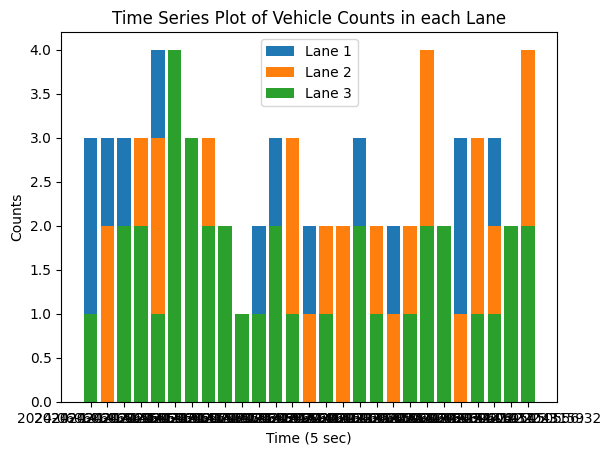 Time Series Plot of Vehicle Counts in each Lane
Lane 1
Lane 2
Lane 3
4.0
3.5
3.0
2.5
2.0
1.5
1.0
0.5
0.0
Counts
Time (5 sec)